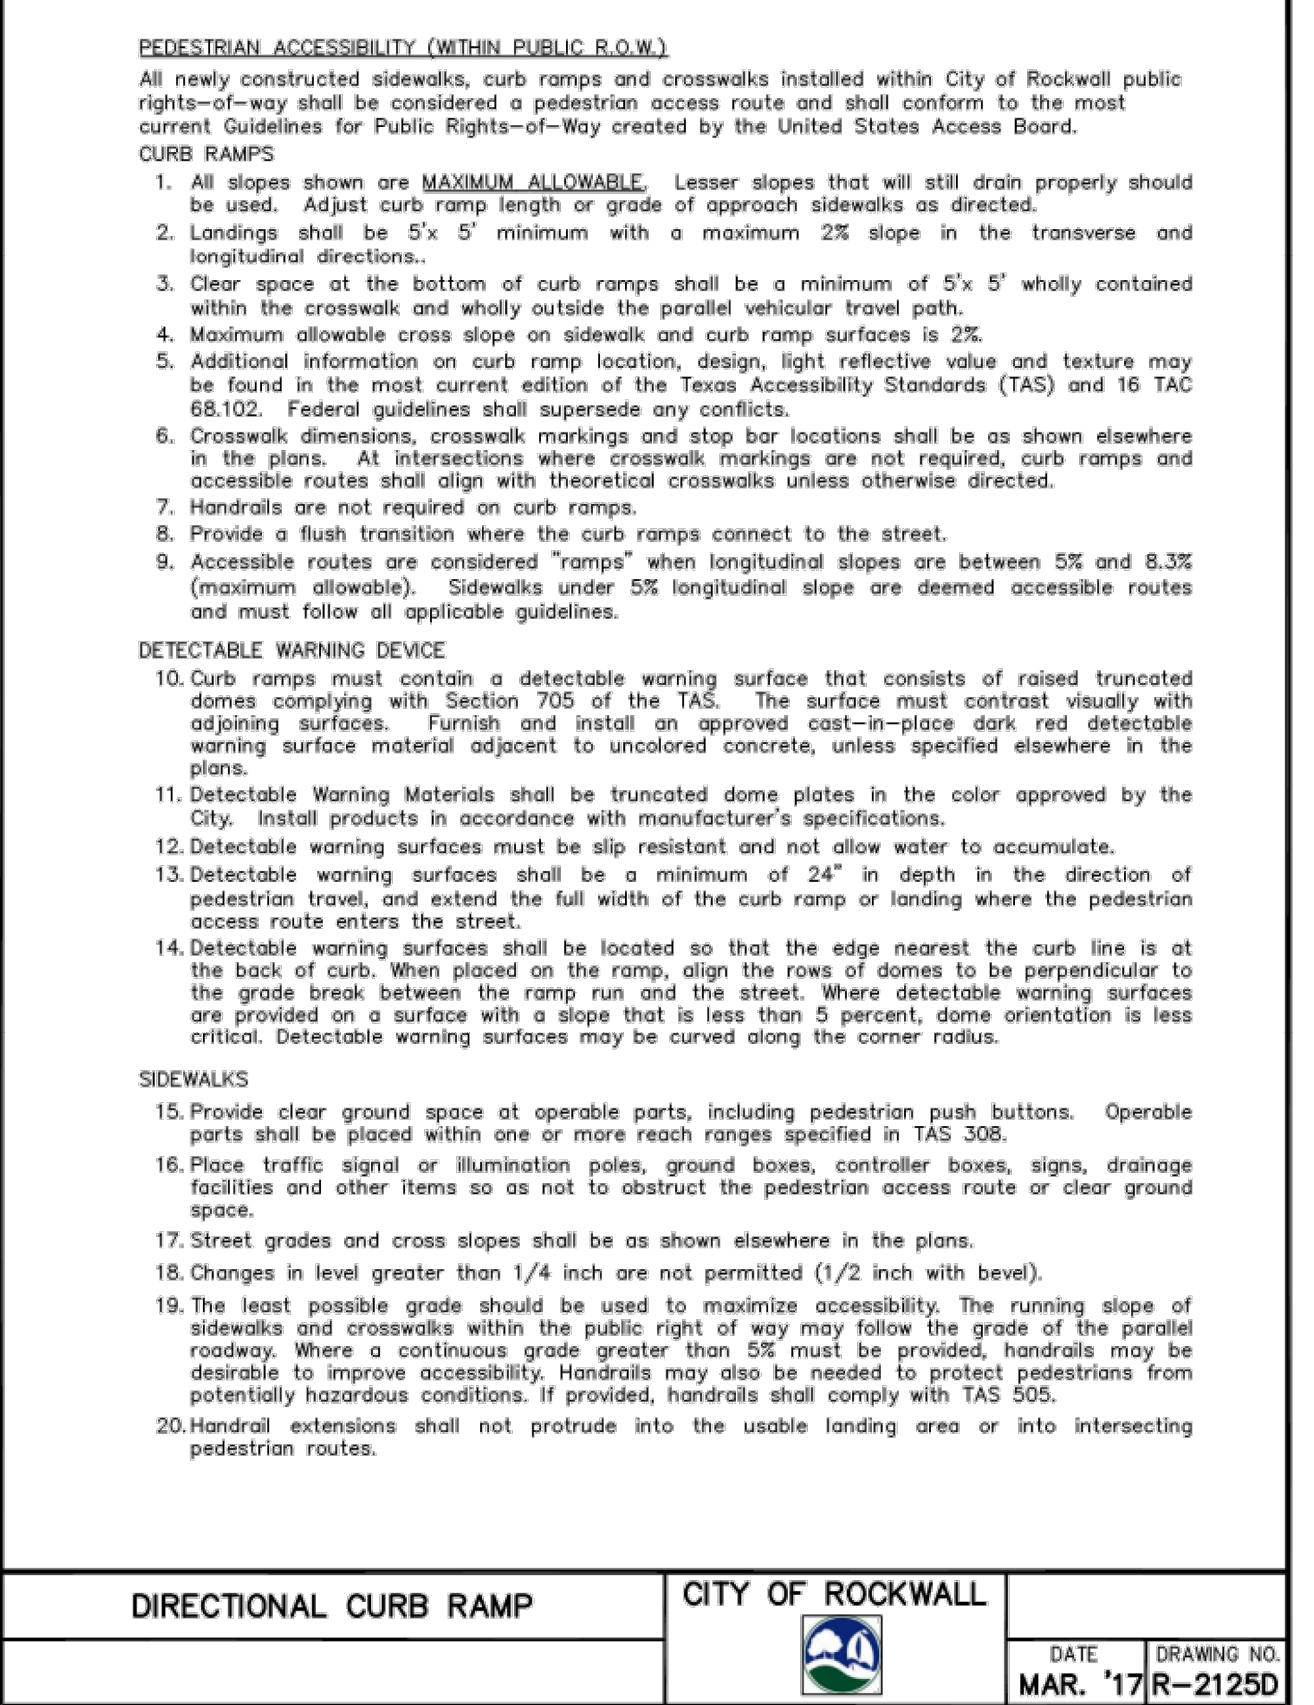 PEDESTRIAN ACCESSIBILITY (WITHIN PUBLIC R.O.W.)
All newly constructed sidewalks, curb ramps and crosswalks installed within City of Rockwall public
rights-of-way shall be considered a pedestrian access route and shall conform to the most
current Guidelines for Public Rights-of-Way created by the United States Access Board.
CURB RAMPS
1. All slopes shown are MAXIMUM ALLOWABLE. Lesser slopes that will still drain properly should
be used. Adjust curb ramp length or grade of approach sidewalks as directed.
2. Landings shall be 5'x 5' minimum with a maximum 2% slope in the transverse and
longitudinal directions..
3. Clear space at the bottom of curb ramps shall be a minimum of 5'x 5' wholly contained
within the crosswalk and wholly outside the parallel vehicular travel path.
4. Maximum allowable cross slope on sidewalk and curb ramp surfaces is 2%.
5. Additional information on curb ramp location, design, light reflective value and texture may
be found in the most current edition of the Texas Accessibility Standards (TAS) and 16 TAC
68.102. Federal guidelines shall supersede any conflicts.
6. Crosswalk dimensions, crosswalk markings and stop bar locations shall be as shown elsewhere
in the plans. At intersections where crosswalk markings are not required, curb ramps and
accessible routes shall align with theoretical crosswalks unless otherwise directed.
7. Handrails are not required on curb ramps.
8. Provide a flush transition where the curb ramps connect to the street.
9. Accessible routes are considered "ramps" when longitudinal slopes are between 5% and 8.3%
(maximum allowable). Sidewalks under 5% longitudinal slope are deemed accessible routes
and must follow all applicable guidelines.
DETECTABLE WARNING DEVICE
10. Curb ramps must contain a detectable warning surface that consists of raised truncated
domes complying with Section 705 of the TAS. The surface must contrast visually with
adjoining surfaces. Furnish and install an approved cast-in-place dark red detectable
warning surface material adjacent to uncolored concrete, unless specified elsewhere in the
plans.
11. Detectable Warning Materials shall be truncated dome plates in the color approved by the
City. Install products in accordance with manufacturer's specifications.
12. Detectable warning surfaces must be slip resistant and not allow water to accumulate.
13. Detectable warning surfaces shall be a minimum of 24" in depth in the direction of
pedestrian travel, and extend the full width of the curb ramp or landing where the pedestrian
access route enters the street.
14. Detectable warning surfaces shall be located so that the edge nearest the curb line is at
the back of curb. When placed on the ramp, align the rows of domes to be perpendicular to
the grade break between the ramp run and the street. Where detectable warning surfaces
are provided on a surface with a slope that is less than 5 percent, dome orientation is less
critical. Detectable warning surfaces may be curved along the corner radius.
SIDEWALKS
15. Provide clear ground space at operable parts, including pedestrian push buttons. Operable
parts shall be placed within one or more reach ranges specified in TAS 308.
16. Place traffic signal or illumination poles, ground boxes, controller boxes, signs, drainage
facilities and other items so as not to obstruct the pedestrian access route or clear ground
space.
17. Street grades and cross slopes shall be as shown elsewhere in the plans.
18. Changes in level greater than 1/4 inch are not permitted (1/2 inch with bevel).
19. The least possible grade should be used to maximize accessibility. The running slope of
sidewalks and crosswalks within the public right of way may follow the grade of the parallel
roadway. Where a continuous grade greater than 5% must be provided, handrails may be
desirable to improve accessibility. Handrails may also be needed to protect pedestrians from
potentially hazardous conditions. If provided, handrails shall comply with TAS 505.
20. Handrail extensions shall not protrude into the usable landing area or into intersecting
pedestrian routes.
DIRECTIONAL CURB RAMP
CITY OF ROCKWALL
DATE
MAR. '17
DRAWING NO.
R-2125D